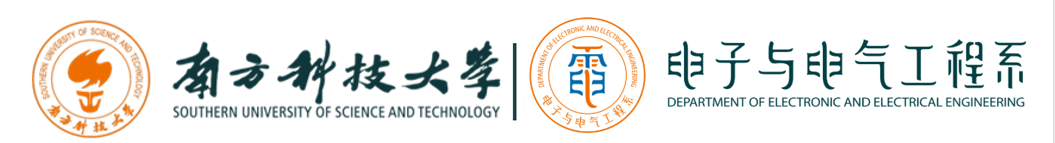 SOUTHERN UNIVERSITY OF SCIENCE AND TECHNOLOGY
南方科技大学
南方科技大学
SOUTHERN UNIVERSITY OF SCIENCE AND TECHNOLOGY
DEPARTMENT OF ELECTRONIC AND ELECTRICAL ENGINEERING
電
电子与电气工程系
电子与电气工程系
DEPARTMENT OF ELECTRONIC AND ELECTRICAL ENGINEERING